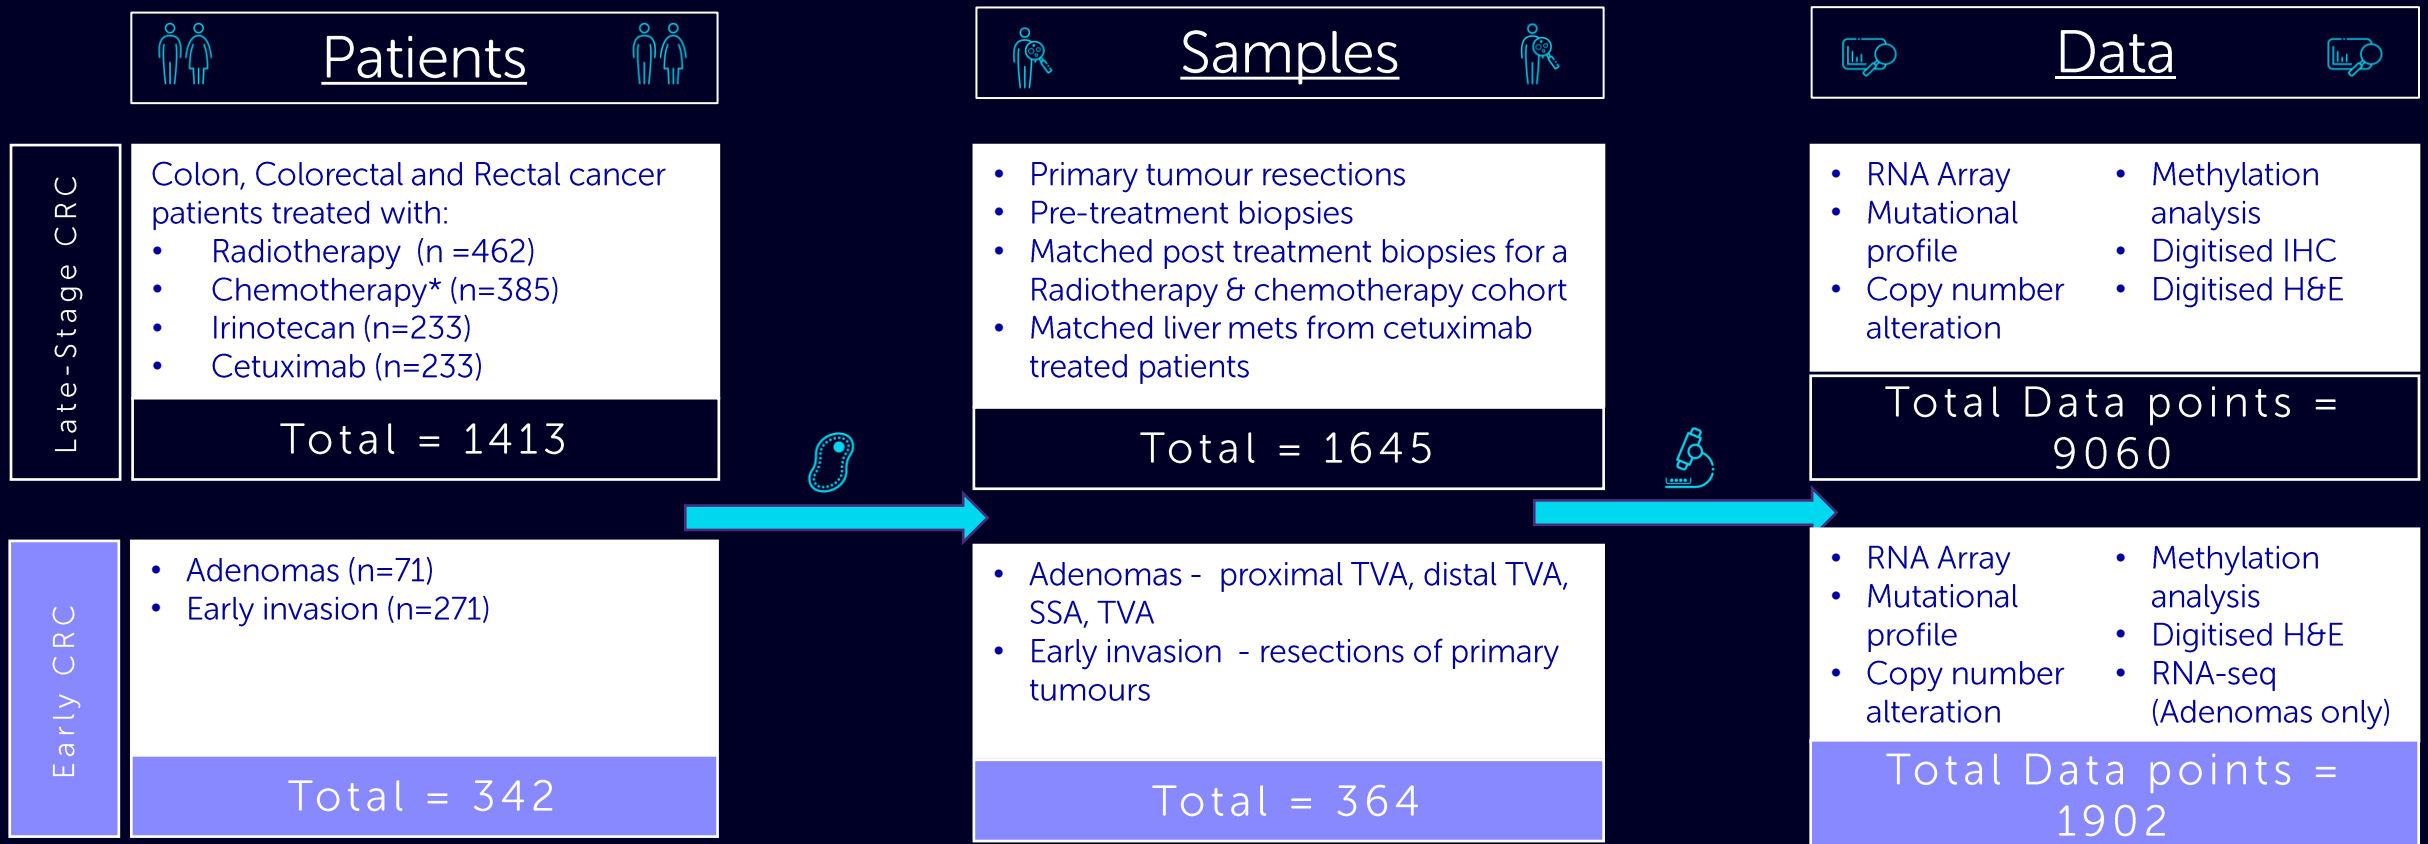 Patients
Samples
Data
Late-Stage CRC
Colon, Colorectal and Rectal cancer
patients treated with:
• Radiotherapy (n =462)
• Chemotherapy* (n=385)
• Irinotecan (n=233)
• Cetuximab (n=233)
Total = 1413
• Primary tumour resections
• Pre-treatment biopsies
• Matched post treatment biopsies for a
Radiotherapy & chemotherapy cohort
• Matched liver mets from cetuximab
treated patients
Total = 1645
• RNA Array
• Mutational
profile
• Copy number
alteration
• Methylation
analysis
• Digitised IHC
• Digitised H&E
Total Data points =
9060
Early CRC
• Adenomas (n=71)
• Early invasion (n=271)
Total = 342
• Adenomas - proximal TVA, distal TVA,
SSA, TVA
• Early invasion - resections of primary
tumours
Total = 364
• RNA Array
• Mutational
profile
• Copy number
alteration
• Methylation
analysis
• Digitised H&E
• RNA-seq
(Adenomas only)
Total Data points =
1902